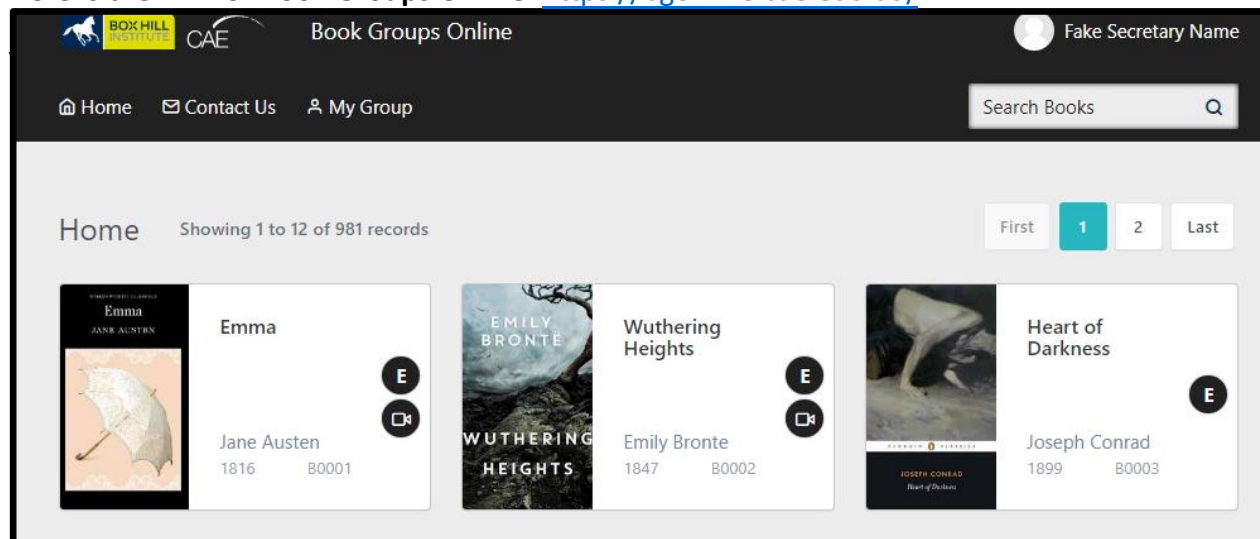 BOX HILL
INSTITUTE
CAE
Book Groups Online
Fake Secretary Name
Home
Contact Us
My Group
Search Books
Home
Showing 1 to 12 of 981 records
First
1
2
Last
Emma
JANE AUSTEN
Emma
E
Jane Austen
1816
B0001
EMILY
BRONTË
WUTHERING
HEIGHTS
Wuthering
Heights
E
Emily Bronte
1847
B0002
JOSEPH CONRAD
Heart of Darkness
Heart of
Darkness
E
Joseph Conrad
1899
B0003